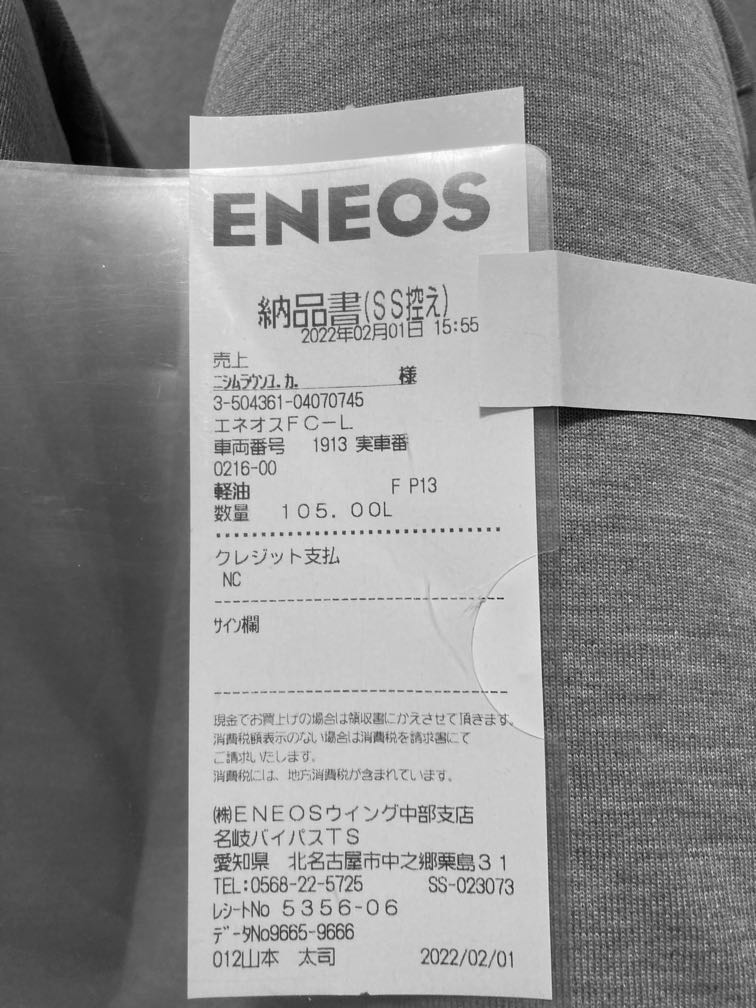 ENEOS
納品書(SS控え)
2022年02月01日 15:55
売上
ニシムラウンユ.カ. 様
3-504361-04070745
エネオスFC-L
車両番号 1913 実車番
0216-00
軽油 F P13
数量 105.00L
クレジット支払
NC
サイン欄
現金でお買上げの場合は領収書にかえさせて頂きます。
消費税額表示のない場合は消費税を請求書にて
ご請求いたします。
消費税には、地方消費税が含まれています。
㈱ENEOSウイング中部支店
名岐バイパスTS
愛知県 北名古屋市中之郷栗島31
TEL:0568-22-5725 SS-023073
レシートNo 5356-06
データNo9665-9666
012山本 太司 2022/02/01